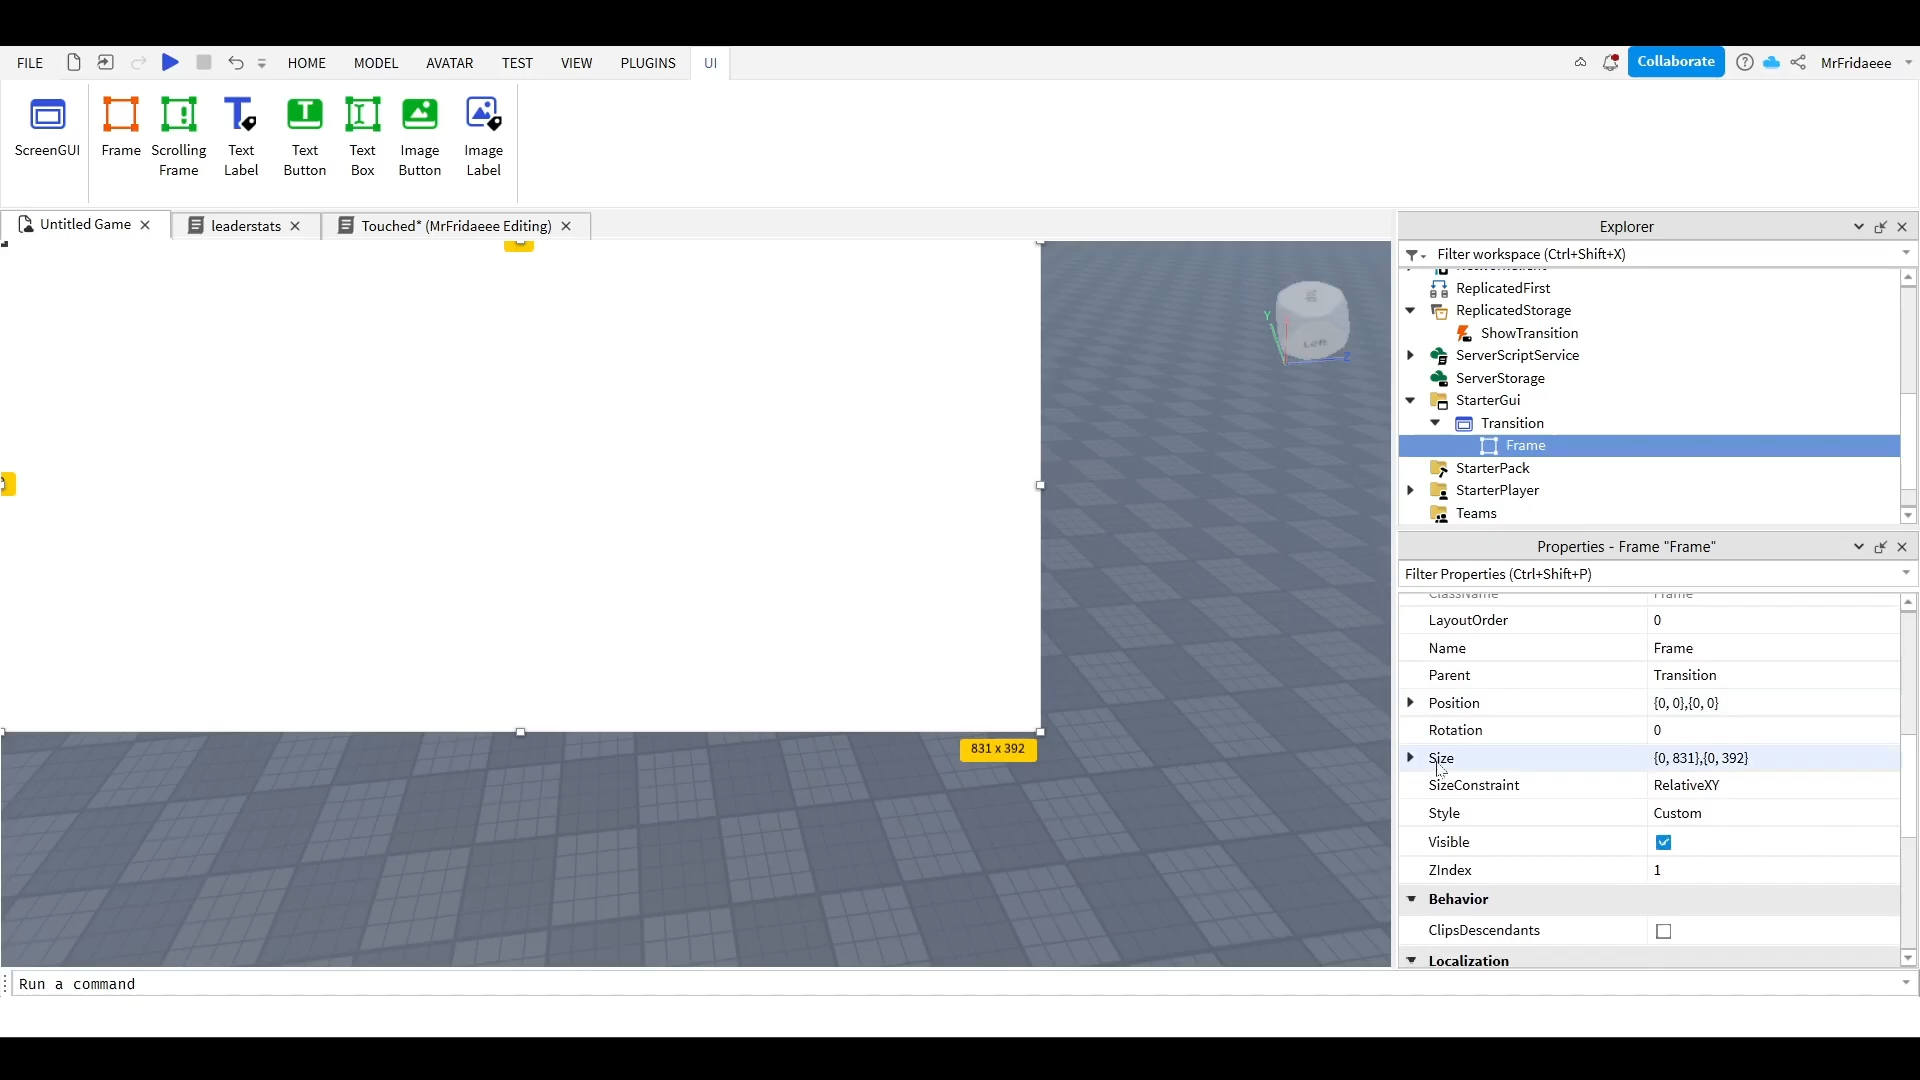 FILE HOME MODEL AVATAR TEST VIEW PLUGINS UI Collaborate MrFridaeee
ScreenGUI
Frame
Scrolling
Frame
Text
Label
Text
Button
Text
Box
Image
Button
Image
Label
Untitled Game
leaderstats
Touched* (MrFridaeee Editing)
Y
Z
Left
831 x 392
Run a command
Explorer
Filter workspace (Ctrl+Shift+X)
ReplicatedFirst
ReplicatedStorage
ShowTransition
ServerScriptService
ServerStorage
StarterGui
Transition
Frame
StarterPack
StarterPlayer
Teams
Properties - Frame "Frame"
Filter Properties (Ctrl+Shift+P)
ClassName Frame
LayoutOrder 0
Name Frame
Parent Transition
Position {0, 0},{0, 0}
Rotation 0
Size {0, 831},{0, 392}
SizeConstraint RelativeXY
Style Custom
Visible
ZIndex 1
Behavior
ClipsDescendants
Localization